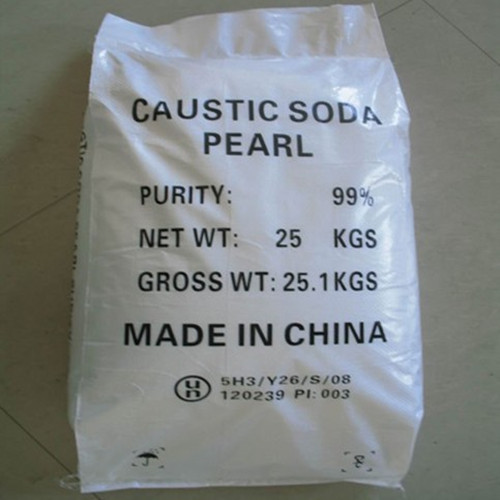 CAUSTIC SODA
PEARL
PURITY: 99%
NET WT: 25 KGS
GROSS WT: 25.1KGS
MADE IN CHINA
un 5H3/Y26/S/08
120239 PI: 003